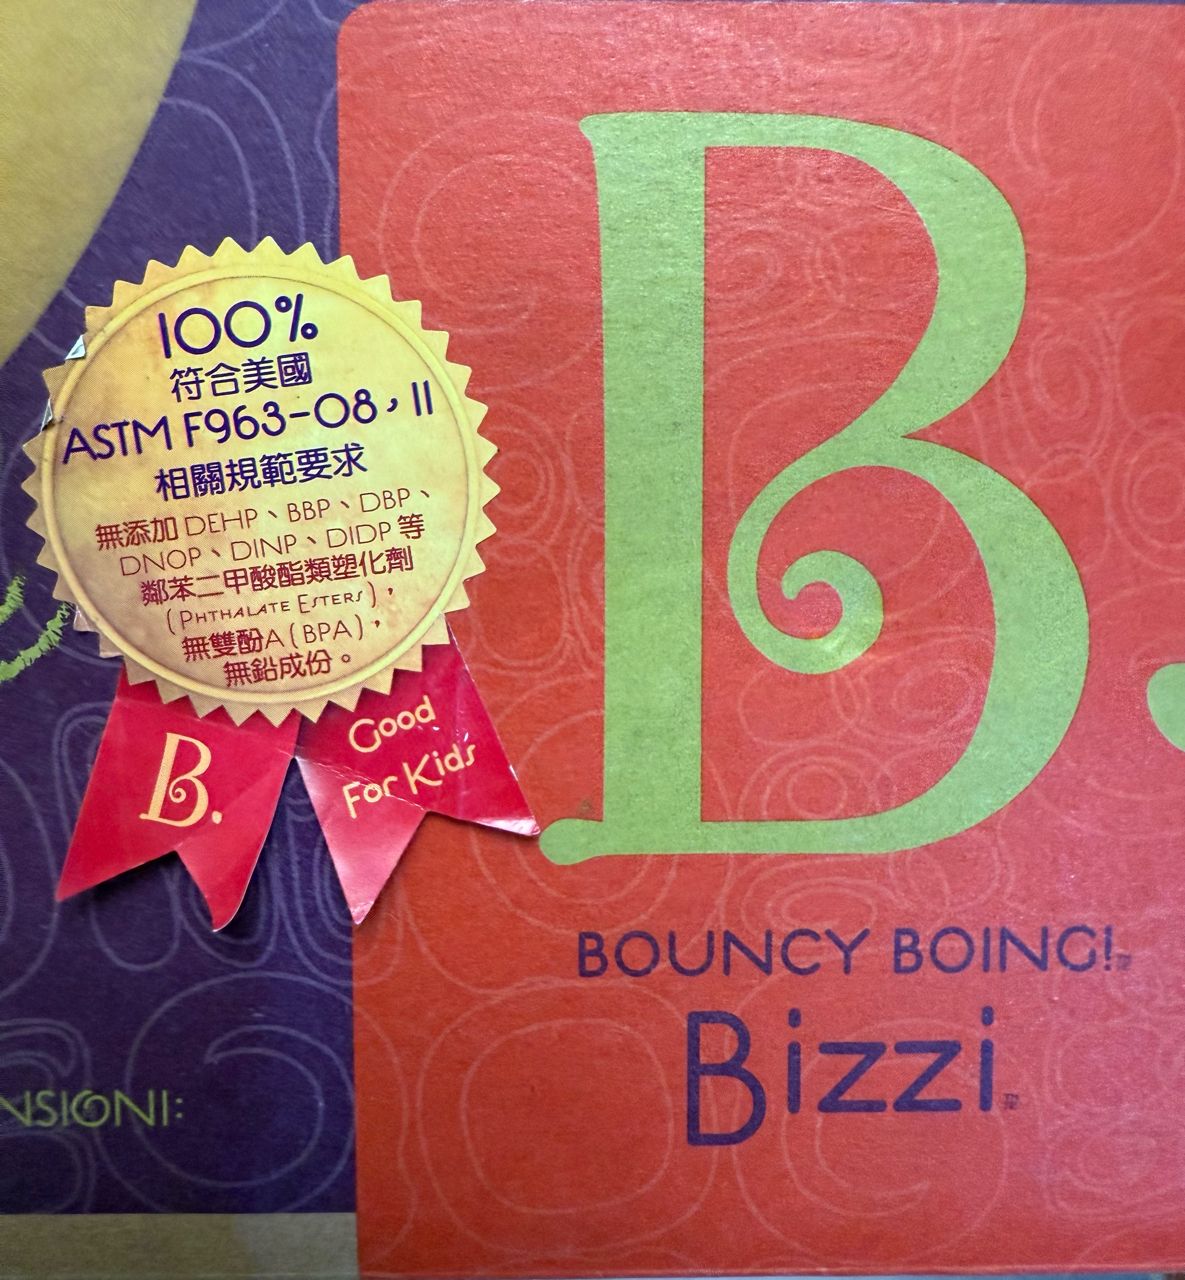 100%
符合美國
ASTM F963-08，11
相關規範要求
無添加 DEHP、BBP、DBP、
DNOP、DINP、DIDP 等
鄰苯二甲酸酯類塑化劑
(PHTHALATE ESTERS)，
無雙酚A(BPA)，
無鉛成份。
B.
Good
For Kids
B.
BOUNCY BOING!
Bizzi
™
NSIONI: